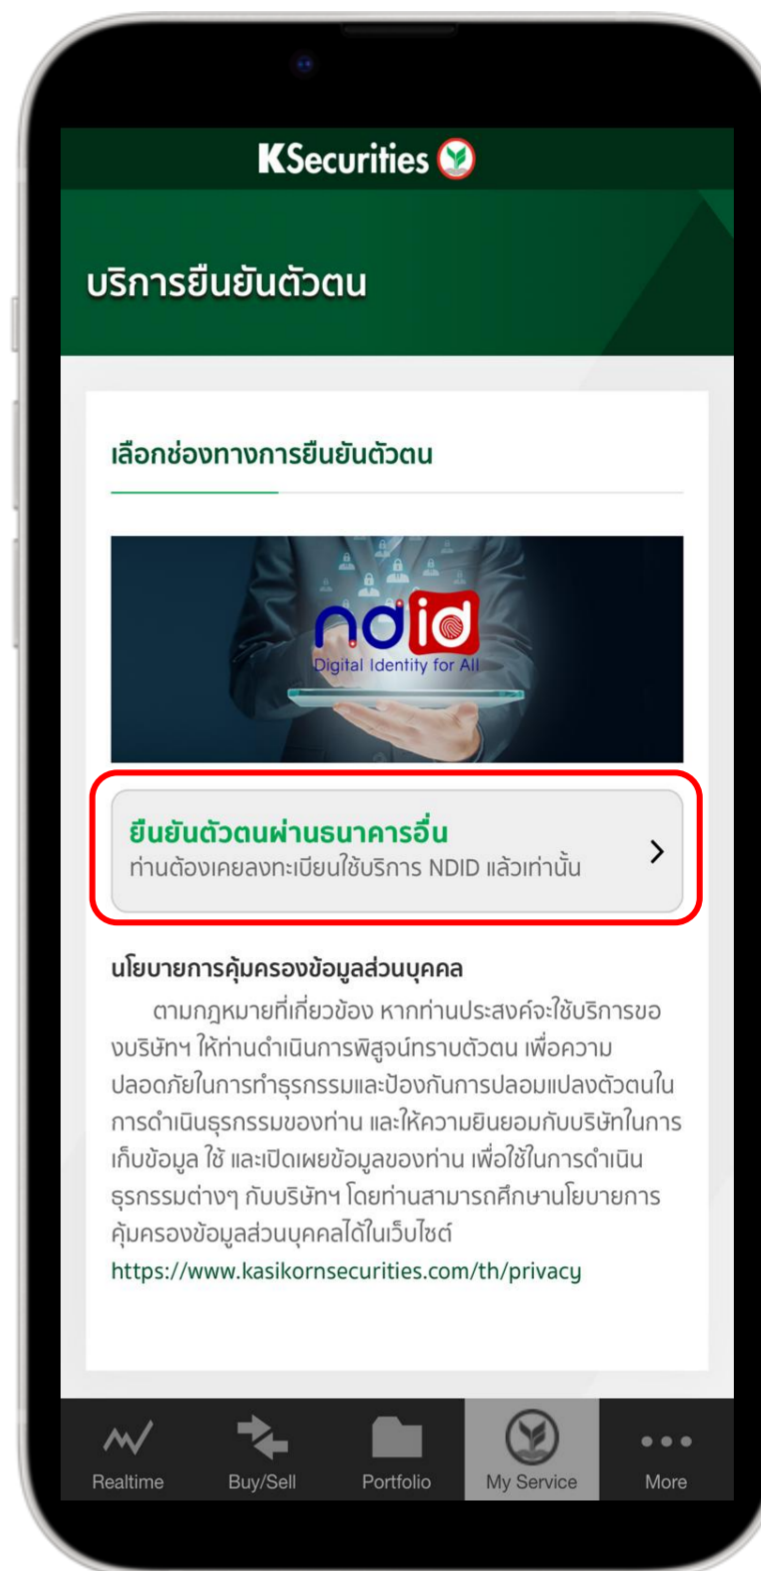 KSecurities
บริการยืนยันตัวตน
เลือกช่องทางการยืนยันตัวตน
ndid
Digital Identity for All
ยืนยันตัวตนผ่านธนาคารอื่น
ท่านต้องเคยลงทะเบียนใช้บริการ NDID แล้วเท่านั้น
นโยบายการคุ้มครองข้อมูลส่วนบุคคล
ตามกฎหมายที่เกี่ยวข้อง หากท่านประสงค์จะใช้บริการขอ
งบริษัทฯ ให้ท่านดำเนินการพิสูจน์ทราบตัวตน เพื่อความ
ปลอดภัยในการทำธุรกรรมและป้องกันการปลอมแปลงตัวตนใน
การดำเนินธุรกรรมของท่าน และให้ความยินยอมกับบริษัทในการ
เก็บข้อมูล ใช้ และเปิดเผยข้อมูลของท่าน เพื่อใช้ในการดำเนิน
ธุรกรรมต่างๆ กับบริษัทฯ โดยท่านสามารถศึกษานโยบายการ
คุ้มครองข้อมูลส่วนบุคคลได้ในเว็บไซต์
https://www.kasikornsecurities.com/th/privacy
Realtime Buy/Sell Portfolio My Service More